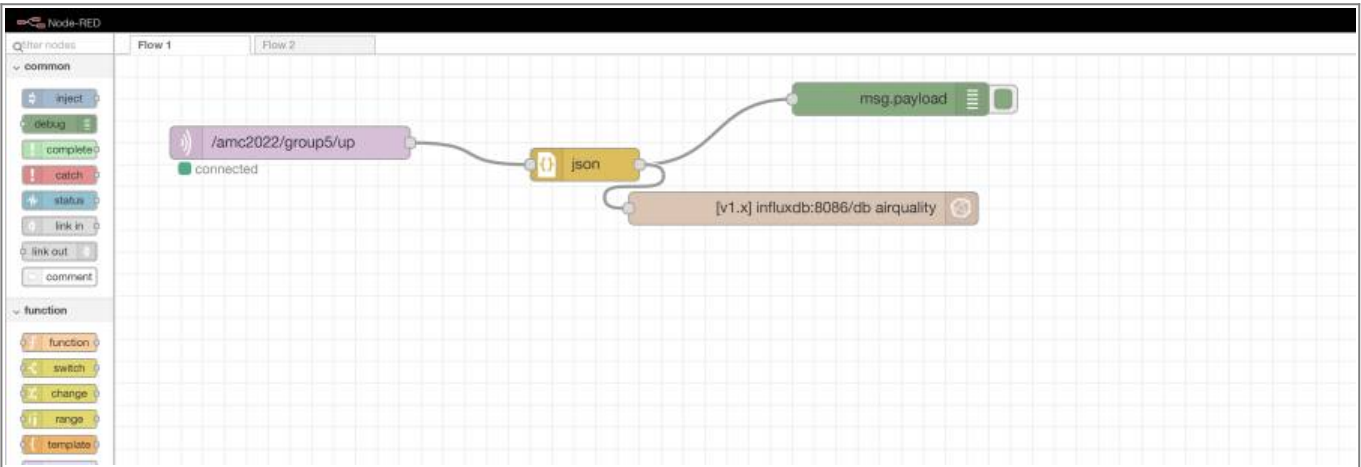 Node-RED
filter nodes
Flow 1
Flow 2
common
inject
debug
complete
catch
status
link in
link out
comment
function
function
switch
change
range
template
/amc2022/group5/up
connected
json
msg.payload
[v1.x] influxdb:8086/db airquality